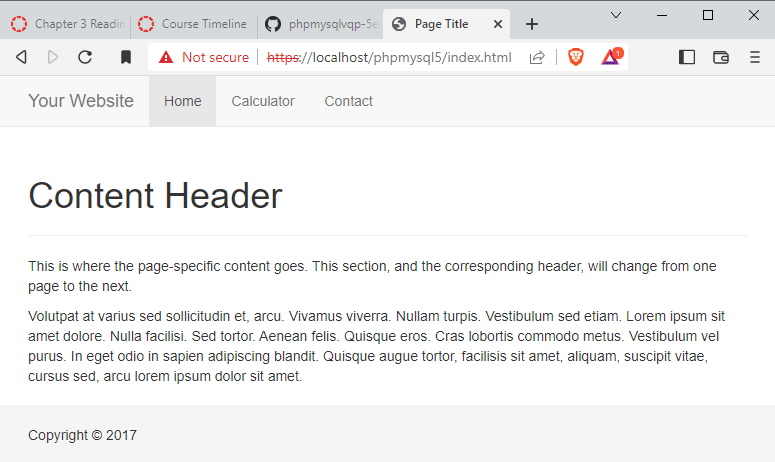 Chapter 3 Readin
Course Timeline
phpmysqlvqp-5e
Page Title
Not secure
https://localhost/phpmysql5/index.html
1
Your Website
Home
Calculator
Contact
Content Header
This is where the page-specific content goes. This section, and the corresponding header, will change from one
page to the next.
Volutpat at varius sed sollicitudin et, arcu. Vivamus viverra. Nullam turpis. Vestibulum sed etiam. Lorem ipsum sit
amet dolore. Nulla facilisi. Sed tortor. Aenean felis. Quisque eros. Cras lobortis commodo metus. Vestibulum vel
purus. In eget odio in sapien adipiscing blandit. Quisque augue tortor, facilisis sit amet, aliquam, suscipit vitae,
cursus sed, arcu lorem ipsum dolor sit amet.
Copyright © 2017